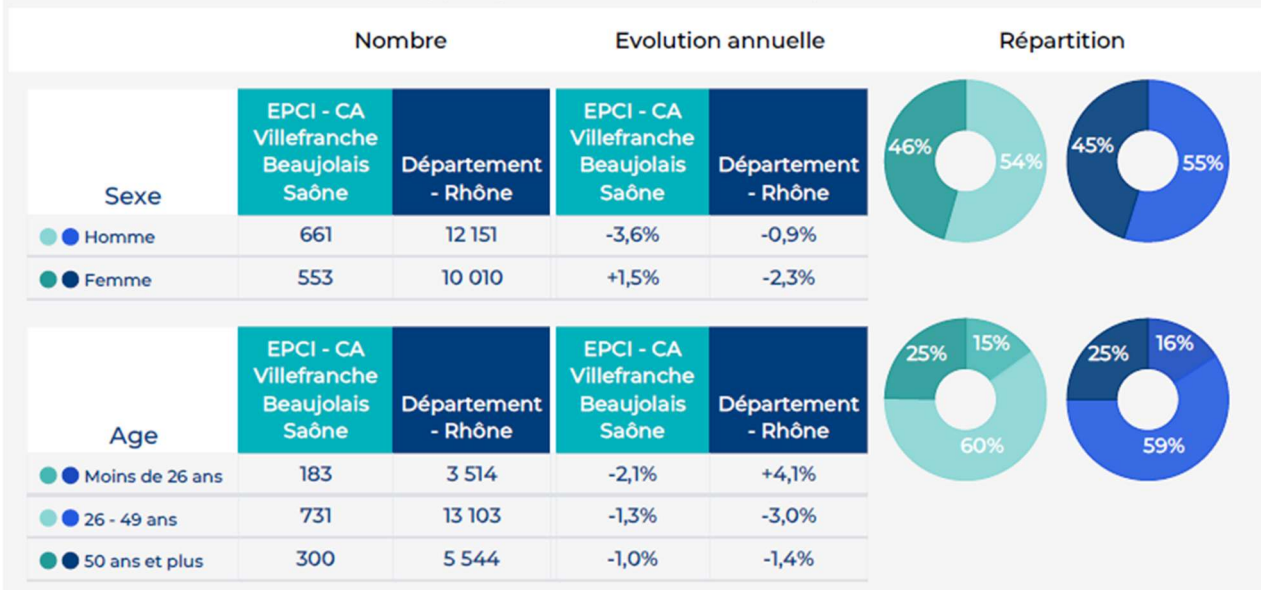 Nombre Evolution annuelle Répartition
Sexe
EPCI - CA
Villefranche
Beaujolais
Saône
Département
- Rhône
EPCI - CA
Villefranche
Beaujolais
Saône
Département
- Rhône
46% 54% 45% 55%
Homme 661 12 151 -3,6% -0,9%
Femme 553 10 010 +1,5% -2,3%
Age
EPCI - CA
Villefranche
Beaujolais
Saône
Département
- Rhône
EPCI - CA
Villefranche
Beaujolais
Saône
Département
- Rhône
25% 15% 25% 16%
60% 59%
Moins de 26 ans 183 3 514 -2,1% +4,1%
26 - 49 ans 731 13 103 -1,3% -3,0%
50 ans et plus 300 5 544 -1,0% -1,4%